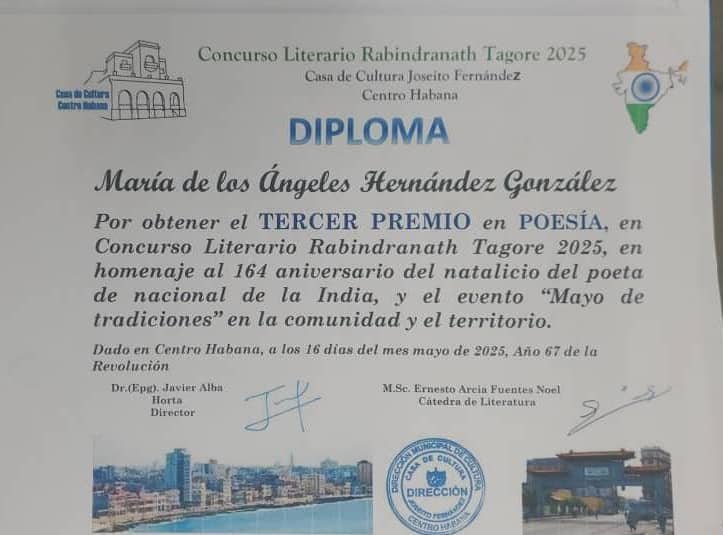 Casa de Cultura
Centro Habana
Concurso Literario Rabindranath Tagore 2025
Casa de Cultura Joseito Fernández
Centro Habana
DIPLOMA
María de los Ángeles Hernández González
Por obtener el TERCER PREMIO en POESÍA, en
Concurso Literario Rabindranath Tagore 2025, en
homenaje al 164 aniversario del natalicio del poeta
de nacional de la India, y el evento “Mayo de
tradiciones” en la comunidad y el territorio.
Dado en Centro Habana, a los 16 días del mes mayo de 2025, Año 67 de la
Revolución
Dr.(Epg). Javier Alba
Horta
Director
M.Sc. Ernesto Arcia Fuentes Noel
Cátedra de Literatura
DIRECCIÓN MUNICIPAL DE CULTURA
CASA DE CULTURA
DIRECCIÓN
JOSEITO FERNÁNDEZ
CENTRO HABANA